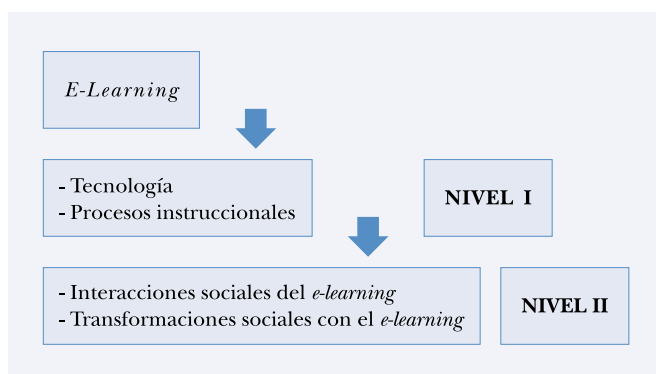 E-Learning
- Tecnología
- Procesos instruccionales
NIVEL I
- Interacciones sociales del e-learning
- Transformaciones sociales con el e-learning
NIVEL II